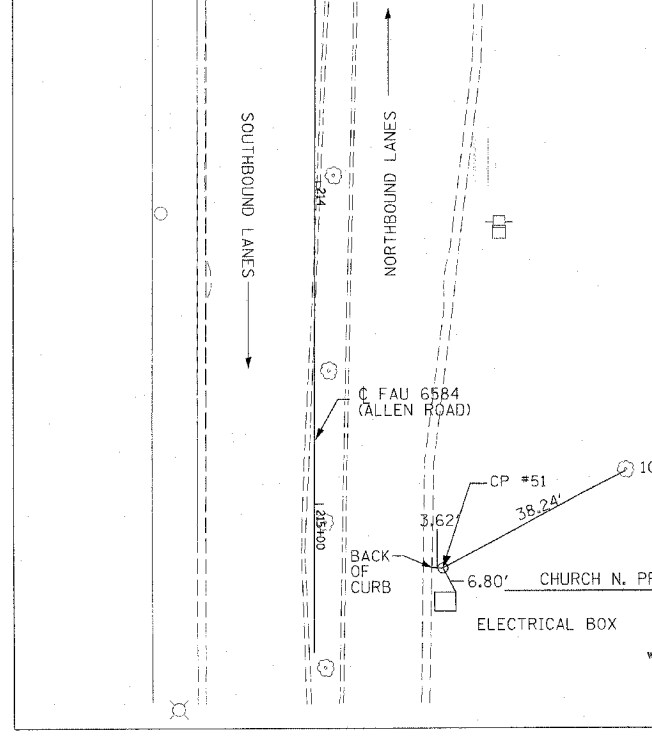 SOUTHBOUND LANES
NORTHBOUND LANES
214
℄ FAU 6584
(ALLEN ROAD)
CP #51
10
38.24'
3.62'
215+00
BACK
OF
CURB
6.80'
CHURCH N. PR
ELECTRICAL BOX
w